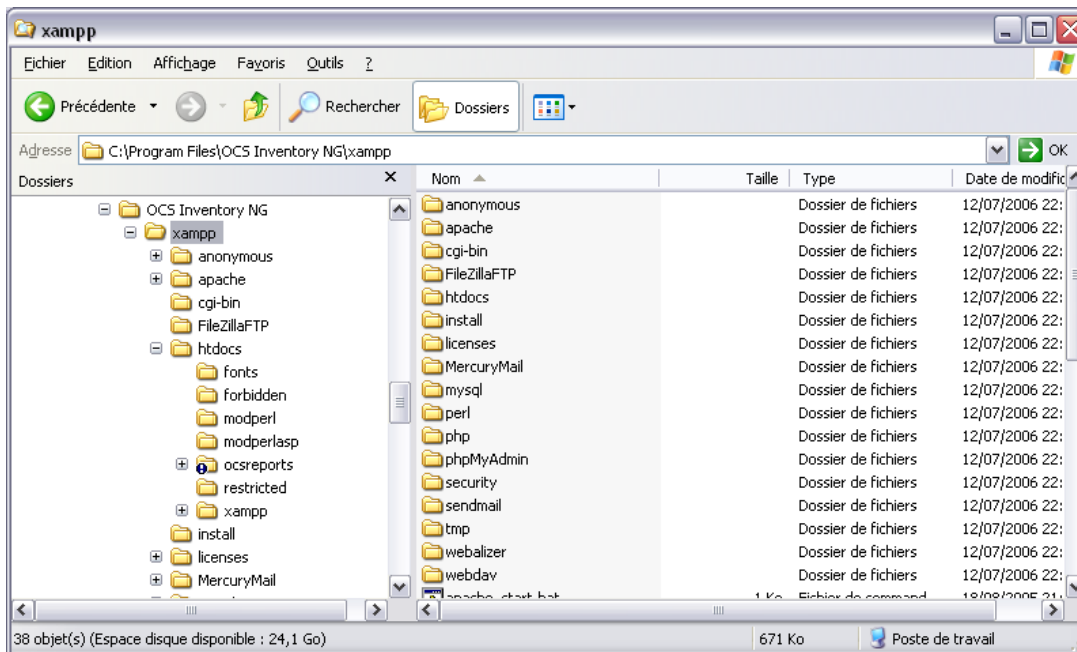 xampp
Fichier Edition Affichage Favoris Outils ?
Précédente Rechercher Dossiers
Adresse C:\Program Files\OCS Inventory NG\xampp OK
Dossiers
OCS Inventory NG
xampp
anonymous
apache
cgi-bin
FileZillaFTP
htdocs
fonts
forbidden
modperl
modperlasp
ocsreports
restricted
xampp
install
licenses
MercuryMail
Nom Taille Type Date de modific
anonymous Dossier de fichiers 12/07/2006 22:
apache Dossier de fichiers 12/07/2006 22:
cgi-bin Dossier de fichiers 12/07/2006 22:
FileZillaFTP Dossier de fichiers 12/07/2006 22:
htdocs Dossier de fichiers 12/07/2006 22:
install Dossier de fichiers 12/07/2006 22:
licenses Dossier de fichiers 12/07/2006 22:
MercuryMail Dossier de fichiers 12/07/2006 22:
mysql Dossier de fichiers 12/07/2006 22:
perl Dossier de fichiers 12/07/2006 22:
php Dossier de fichiers 12/07/2006 22:
phpMyAdmin Dossier de fichiers 12/07/2006 22:
security Dossier de fichiers 12/07/2006 22:
sendmail Dossier de fichiers 12/07/2006 22:
tmp Dossier de fichiers 12/07/2006 22:
webalizer Dossier de fichiers 12/07/2006 22:
webdav Dossier de fichiers 12/07/2006 22:
apache_start.bat 1 Ko Fichier de command
38 objet(s) (Espace disque disponible : 24,1 Go) 671 Ko Poste de travail